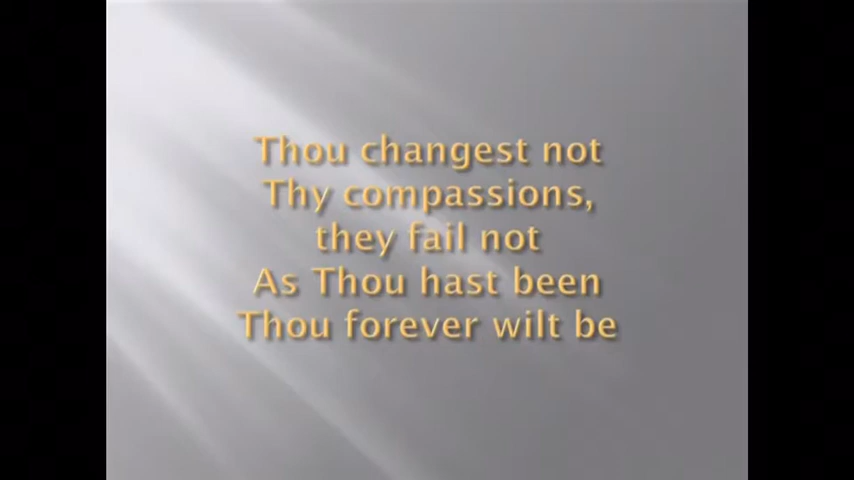 Thou changest not
Thy compassions,
they fail not
As Thou hast been
Thou forever wilt be